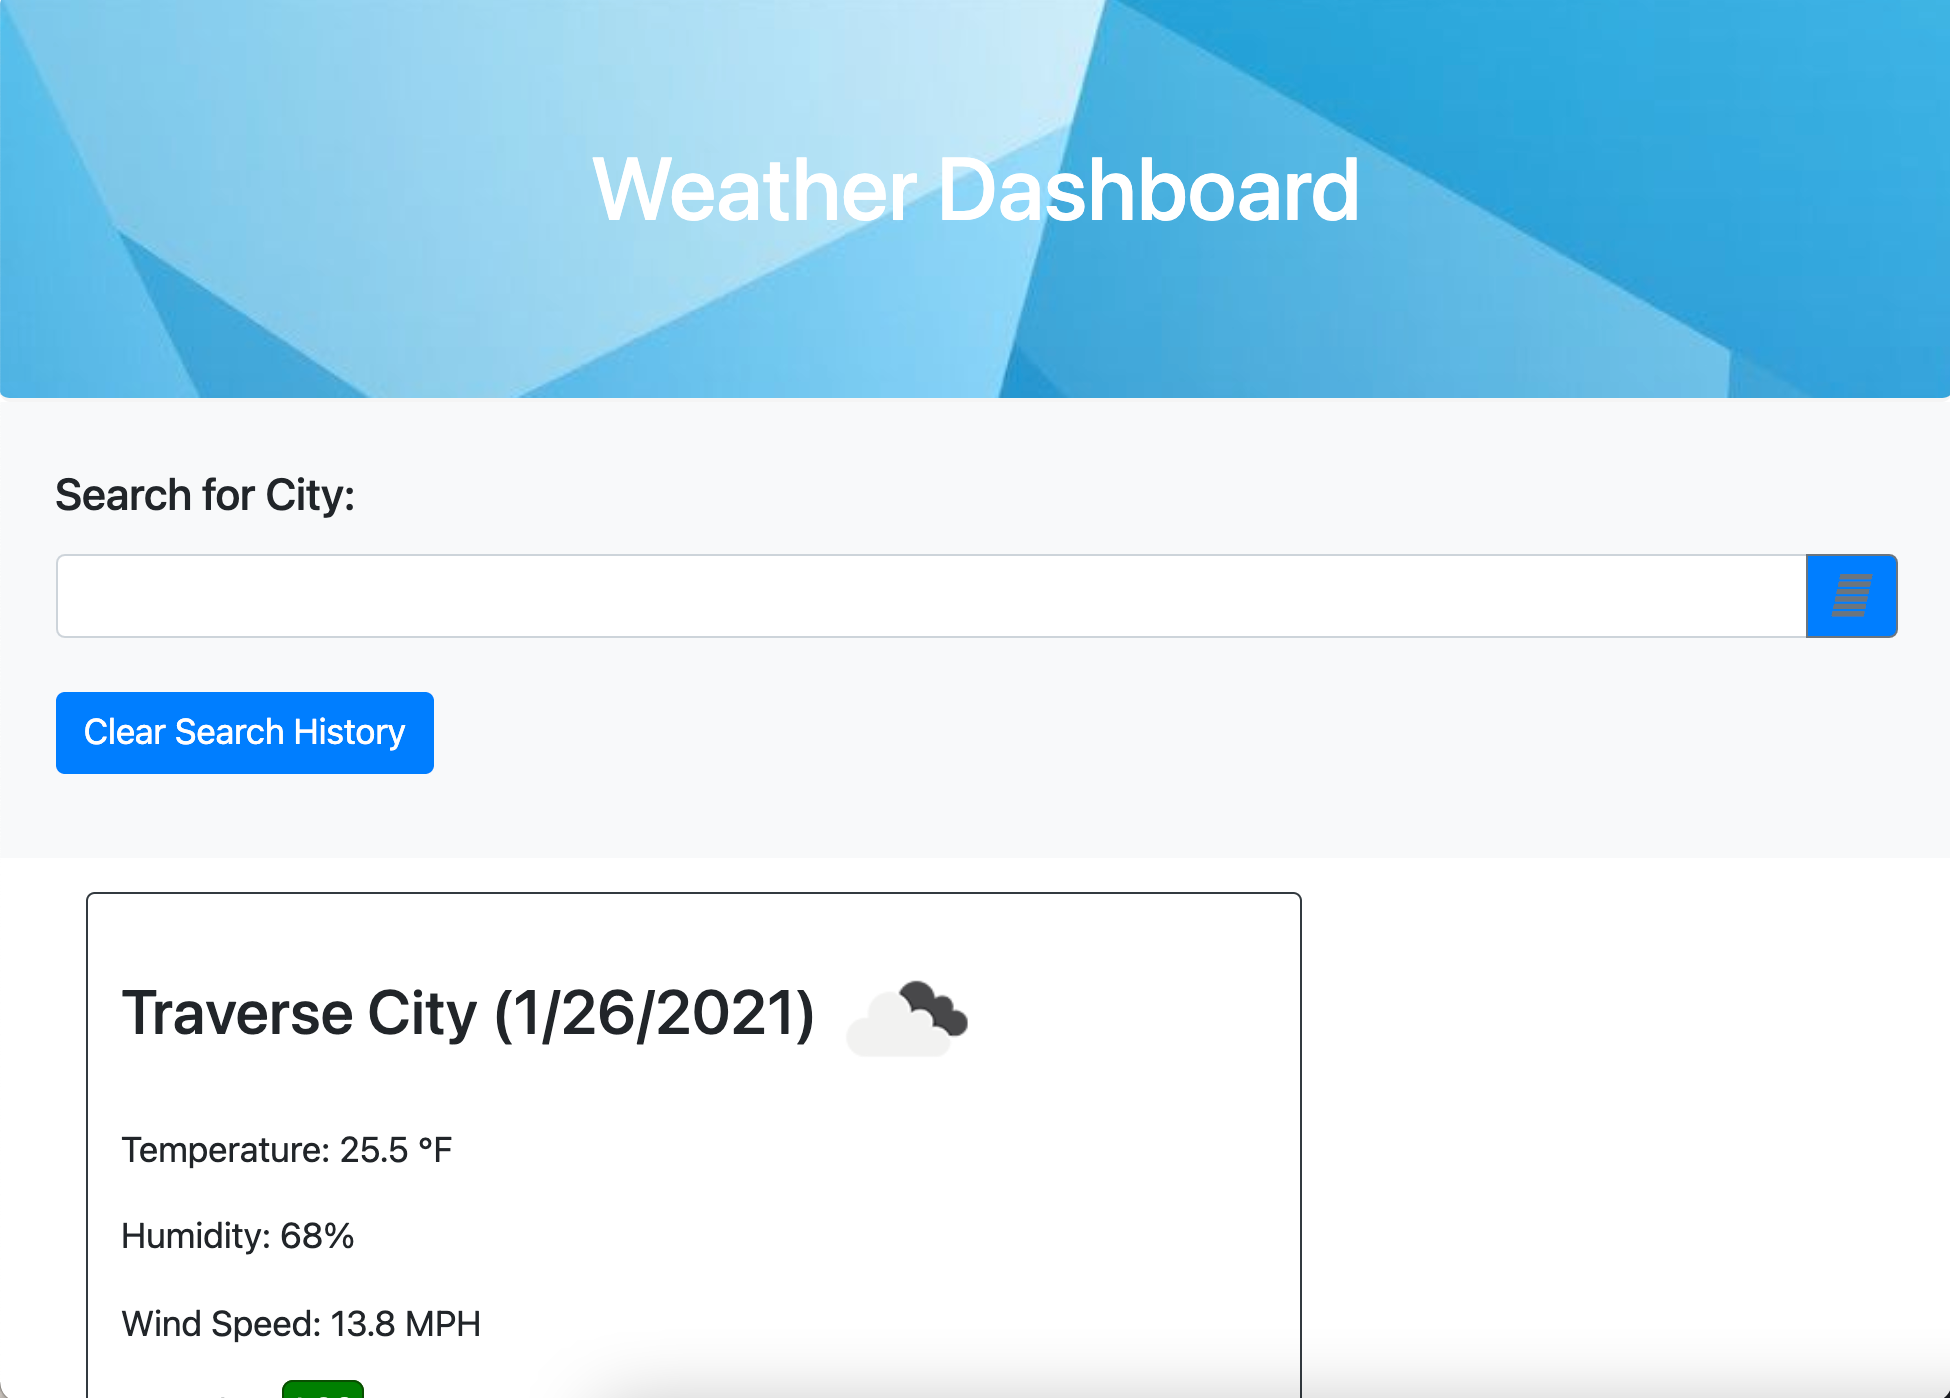 Weather Dashboard
Search for City:
Clear Search History
Traverse City (1/26/2021)
Temperature: 25.5 °F
Humidity: 68%
Wind Speed: 13.8 MPH